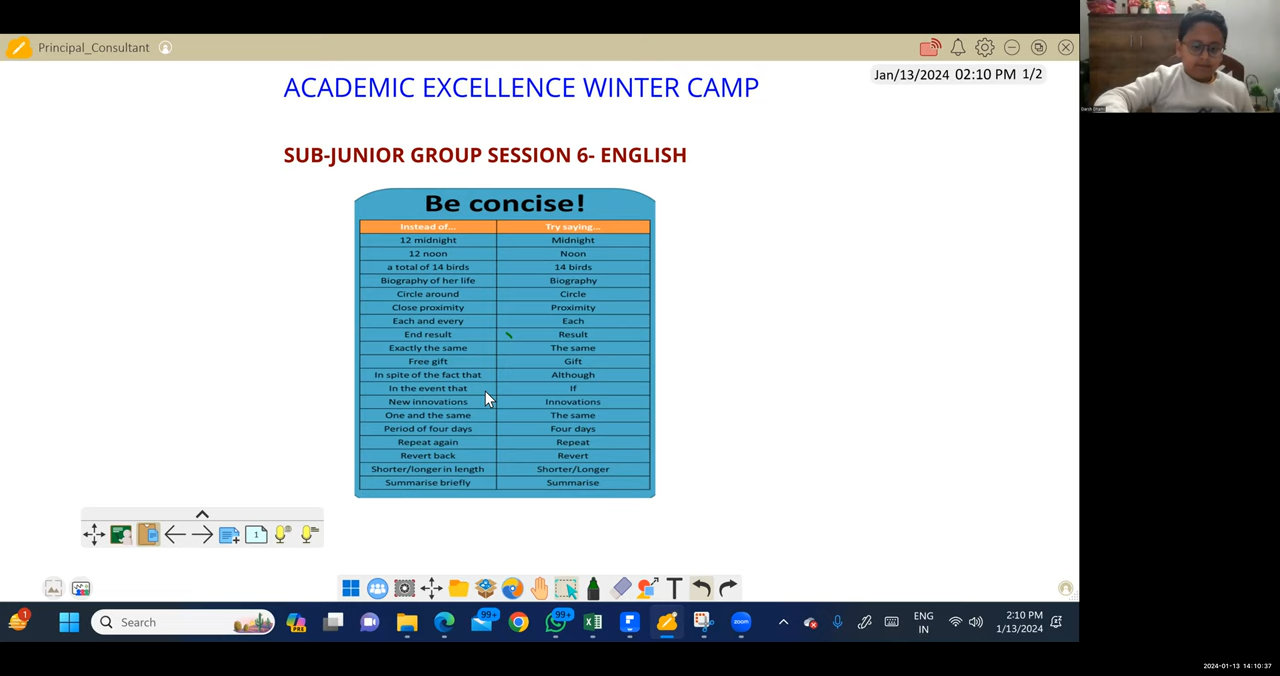 Principal_Consultant
Jan/13/2024 02:10 PM 1/2
ACADEMIC EXCELLENCE WINTER CAMP
SUB-JUNIOR GROUP SESSION 6- ENGLISH
Be concise!
Instead of... Try saying...
12 midnight Midnight
12 noon Noon
a total of 14 birds 14 birds
Biography of her life Biography
Circle around Circle
Close proximity Proximity
Each and every Each
End result Result
Exactly the same The same
Free gift Gift
In spite of the fact that Although
In the event that If
New innovations Innovations
One and the same The same
Period of four days Four days
Repeat again Repeat
Revert back Revert
Shorter/longer in length Shorter/Longer
Summarise briefly Summarise
1
T
1
Search
99+
99+
zoom
ENG
IN
2:10 PM
1/13/2024
2024-01-13 14:10:37